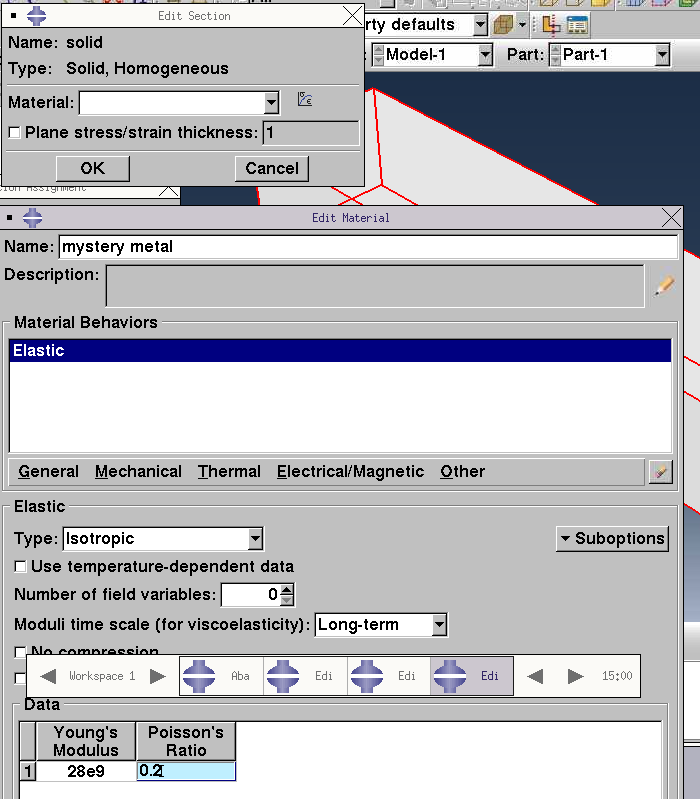 Edit Section
Name: solid
Type: Solid, Homogeneous
Material:
Plane stress/strain thickness: 1
OK Cancel
rty defaults
Model-1 Part: Part-1
Edit Material
Name: mystery metal
Description:
Material Behaviors
Elastic
General Mechanical Thermal Electrical/Magnetic Other
Elastic
Type: Isotropic Suboptions
Use temperature-dependent data
Number of field variables: 0
Moduli time scale (for viscoelasticity): Long-term
No compression
Workspace 1 Aba Edi Edi Edi 15:00
Data
Young's Modulus Poisson's Ratio
1 28e9 0.2